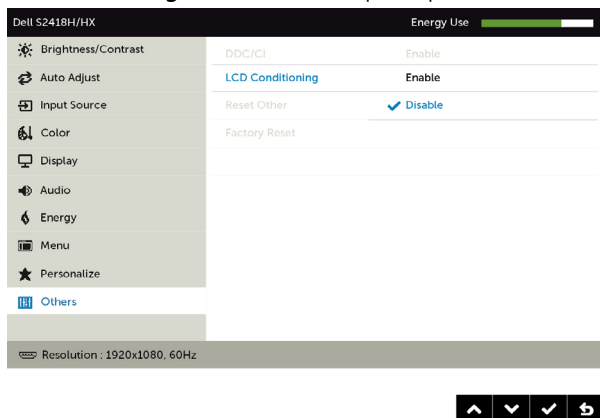 Dell S2418H/HX Energy Use
Brightness/Contrast DDC/CI Enable
Auto Adjust LCD Conditioning Enable
Input Source Reset Other Disable
Color Factory Reset
Display
Audio
Energy
Menu
Personalize
Others
Resolution : 1920x1080, 60Hz